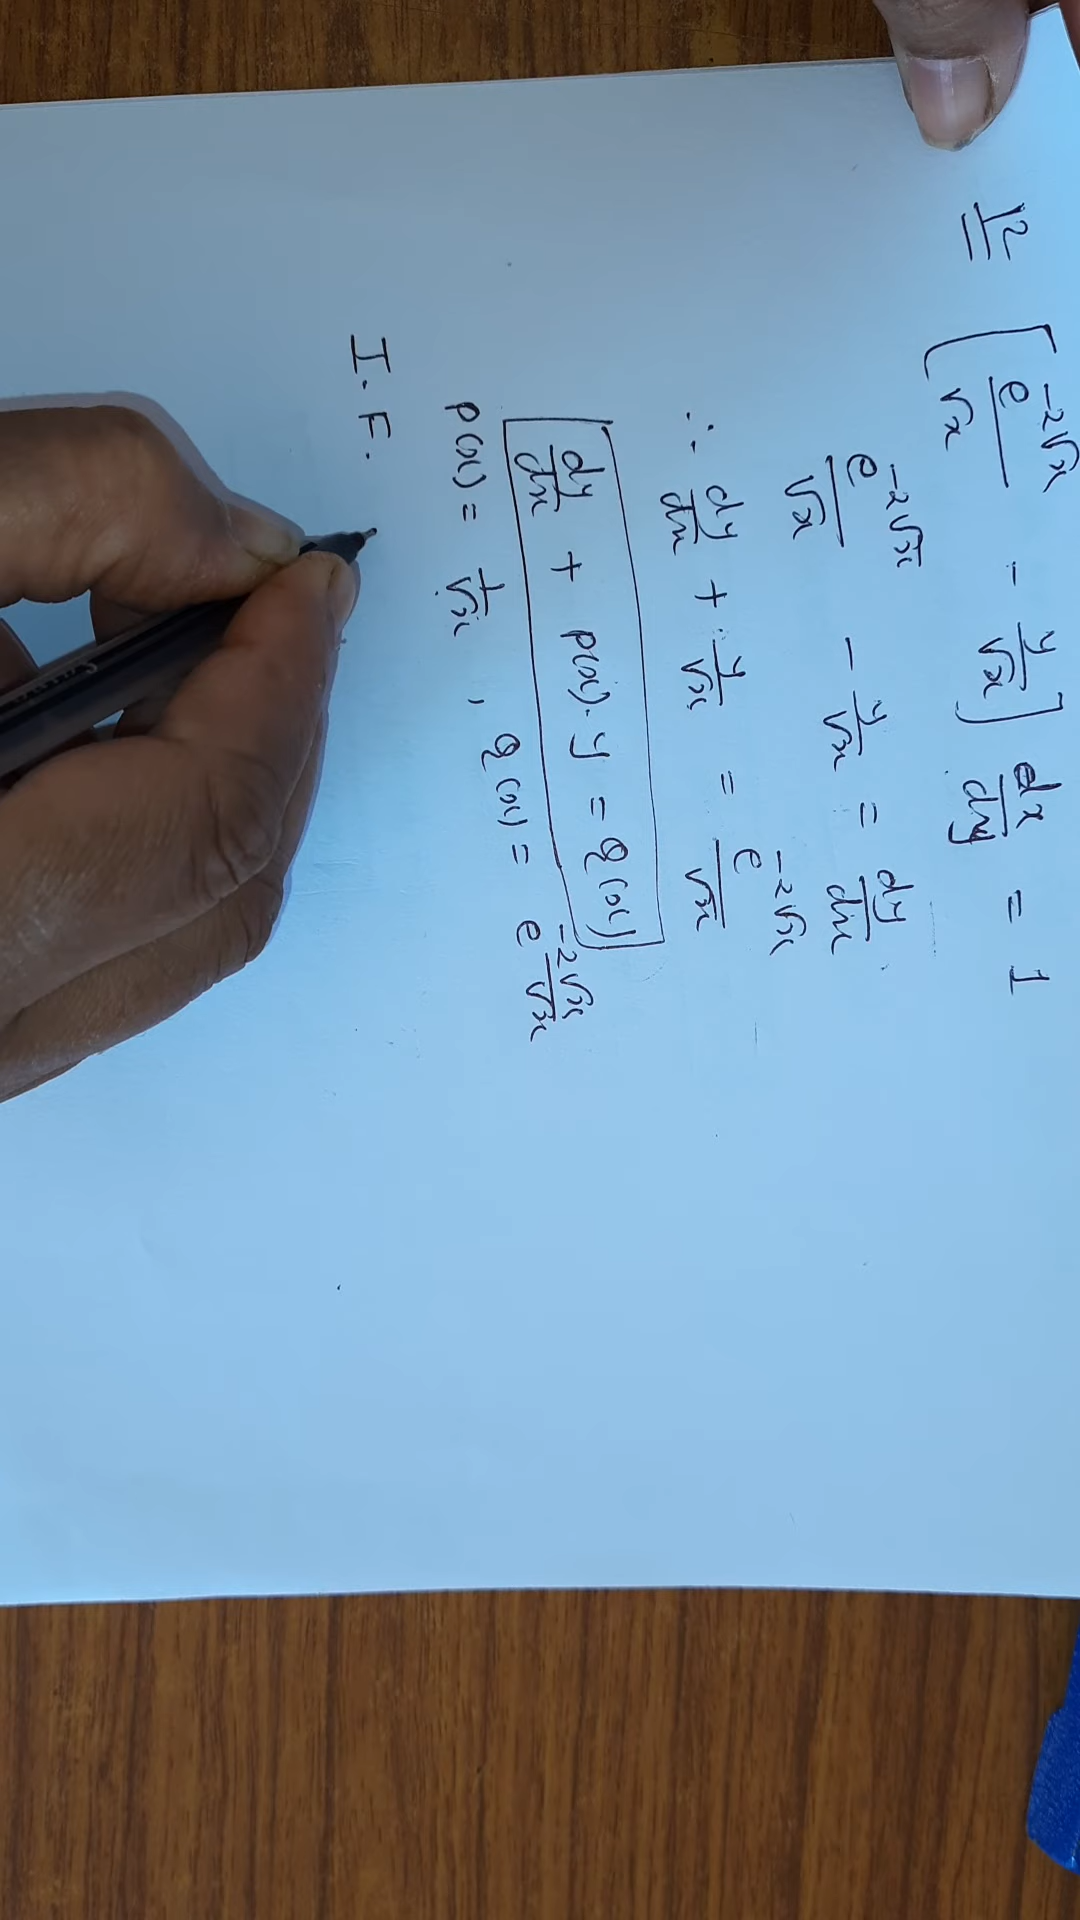 12 [e^{-2√x}/√x - y/√x] dx/dy = 1
e^{-2√x}/√x - y/√x = dy/dx
∴ dy/dx + y/√x = e^{-2√x}/√x
dy/dx + p(x).y = Q(x)
p(x) = 1/√x , Q(x) = e^{-2√x}/√x
I.F.